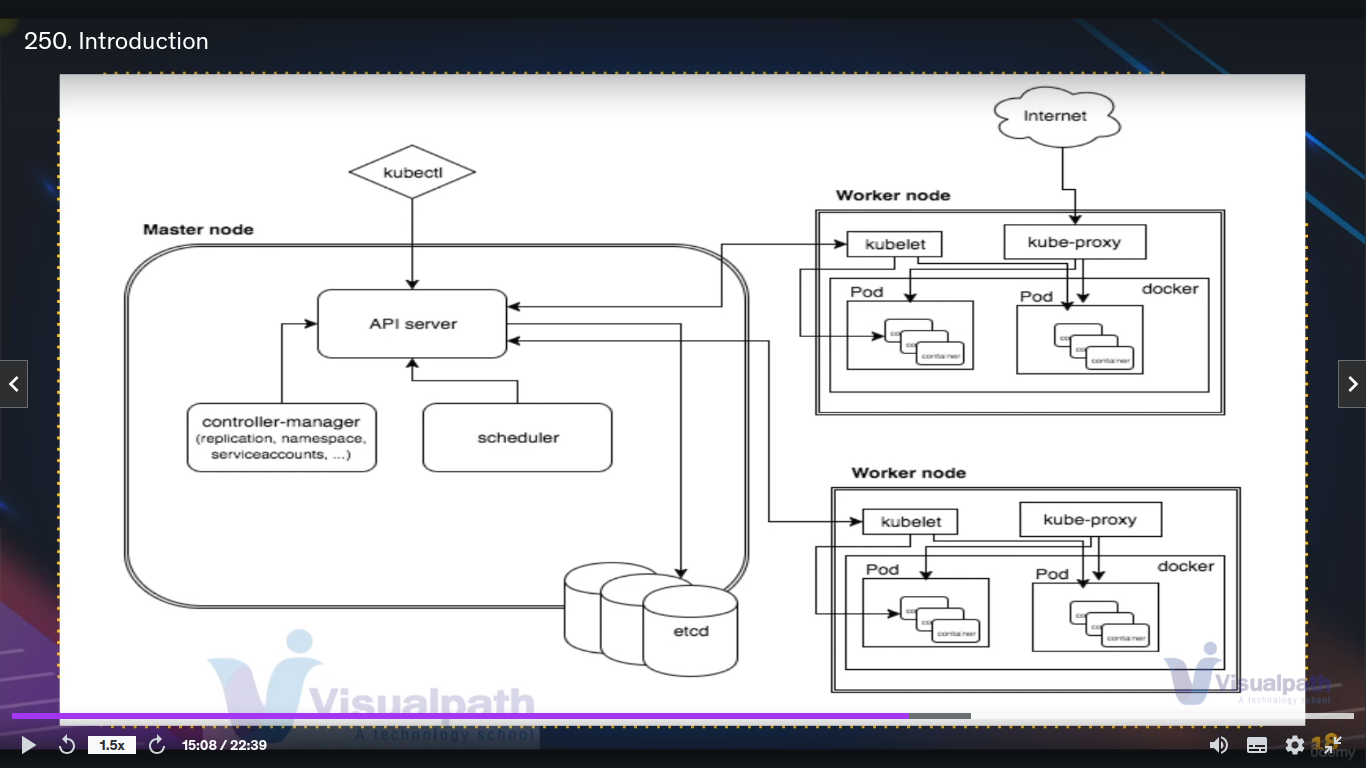 250. Introduction
Internet
kubectl
Master node
API server
controller-manager
(replication, namespace,
serviceaccounts, ...)
scheduler
etcd
Worker node
kubelet
kube-proxy
docker
Pod
container
Pod
container
Worker node
kubelet
kube-proxy
docker
Pod
container
Pod
container
Visualpath
A technology school
Visualpath
A technology school
1.5x
15:08 / 22:39
udemy